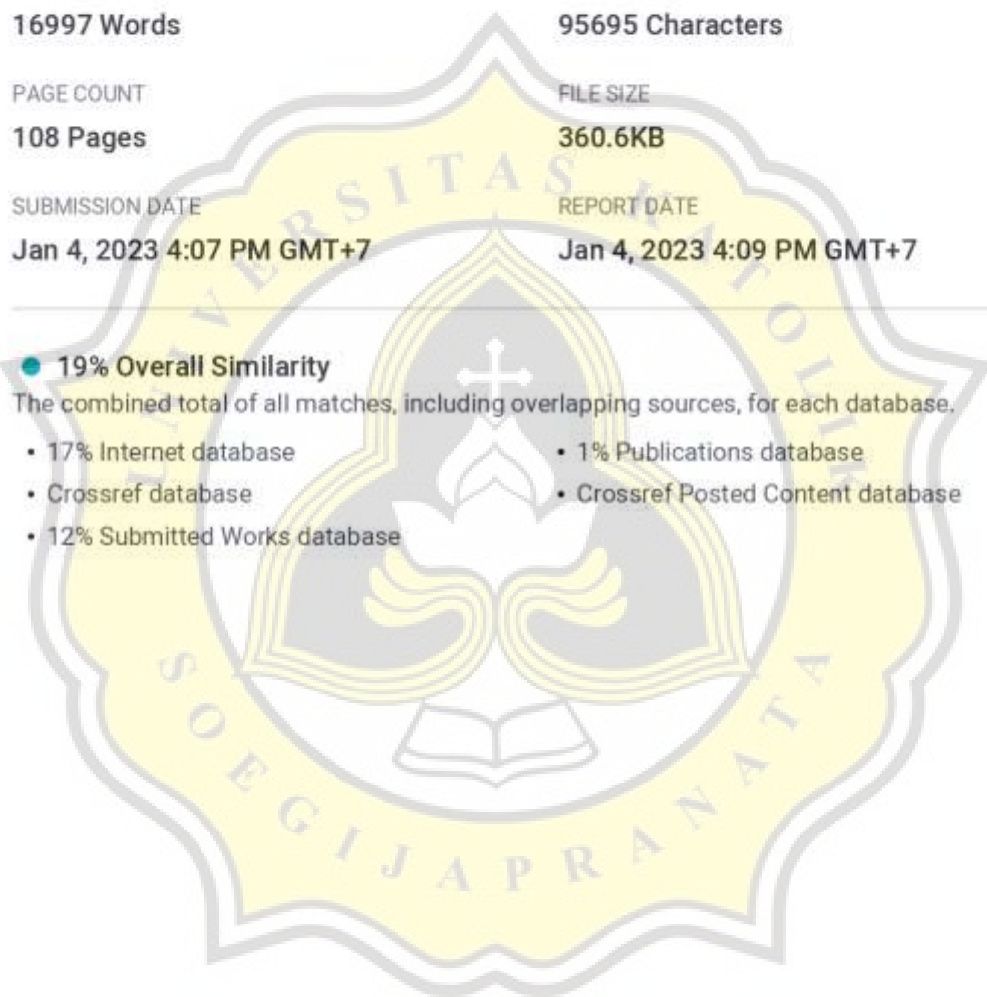 16997 Words
95695 Characters
PAGE COUNT
FILE SIZE
108 Pages
360.6KB
SUBMISSION DATE
REPORT DATE
Jan 4, 2023 4:07 PM GMT+7
Jan 4, 2023 4:09 PM GMT+7
19% Overall Similarity
The combined total of all matches, including overlapping sources, for each database.
• 17% Internet database
• 1% Publications database
• Crossref database
• Crossref Posted Content database
• 12% Submitted Works database
UNIVERSITAS KATOLIK
SOEGIJAPRANATA